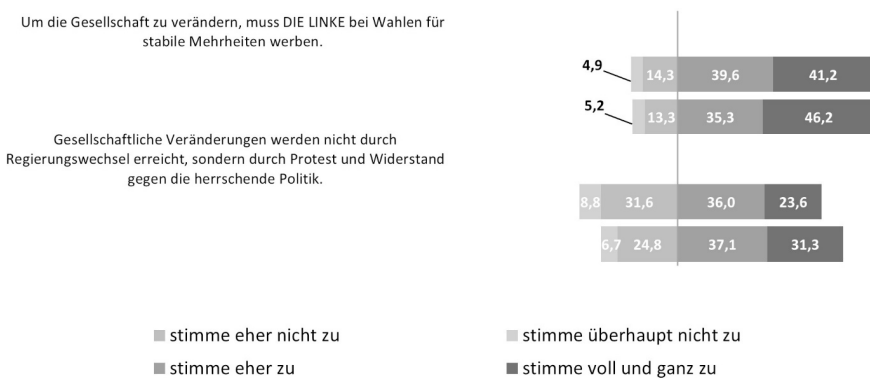 Um die Gesellschaft zu verändern, muss DIE LINKE bei Wahlen für
stabile Mehrheiten werben.
4,9 14,3 39,6 41,2
5,2 13,3 35,3 46,2
Gesellschaftliche Veränderungen werden nicht durch
Regierungswechsel erreicht, sondern durch Protest und Widerstand
gegen die herrschende Politik.
8,8 31,6 36,0 23,6
6,7 24,8 37,1 31,3
stimme eher nicht zu stimme überhaupt nicht zu
stimme eher zu stimme voll und ganz zu